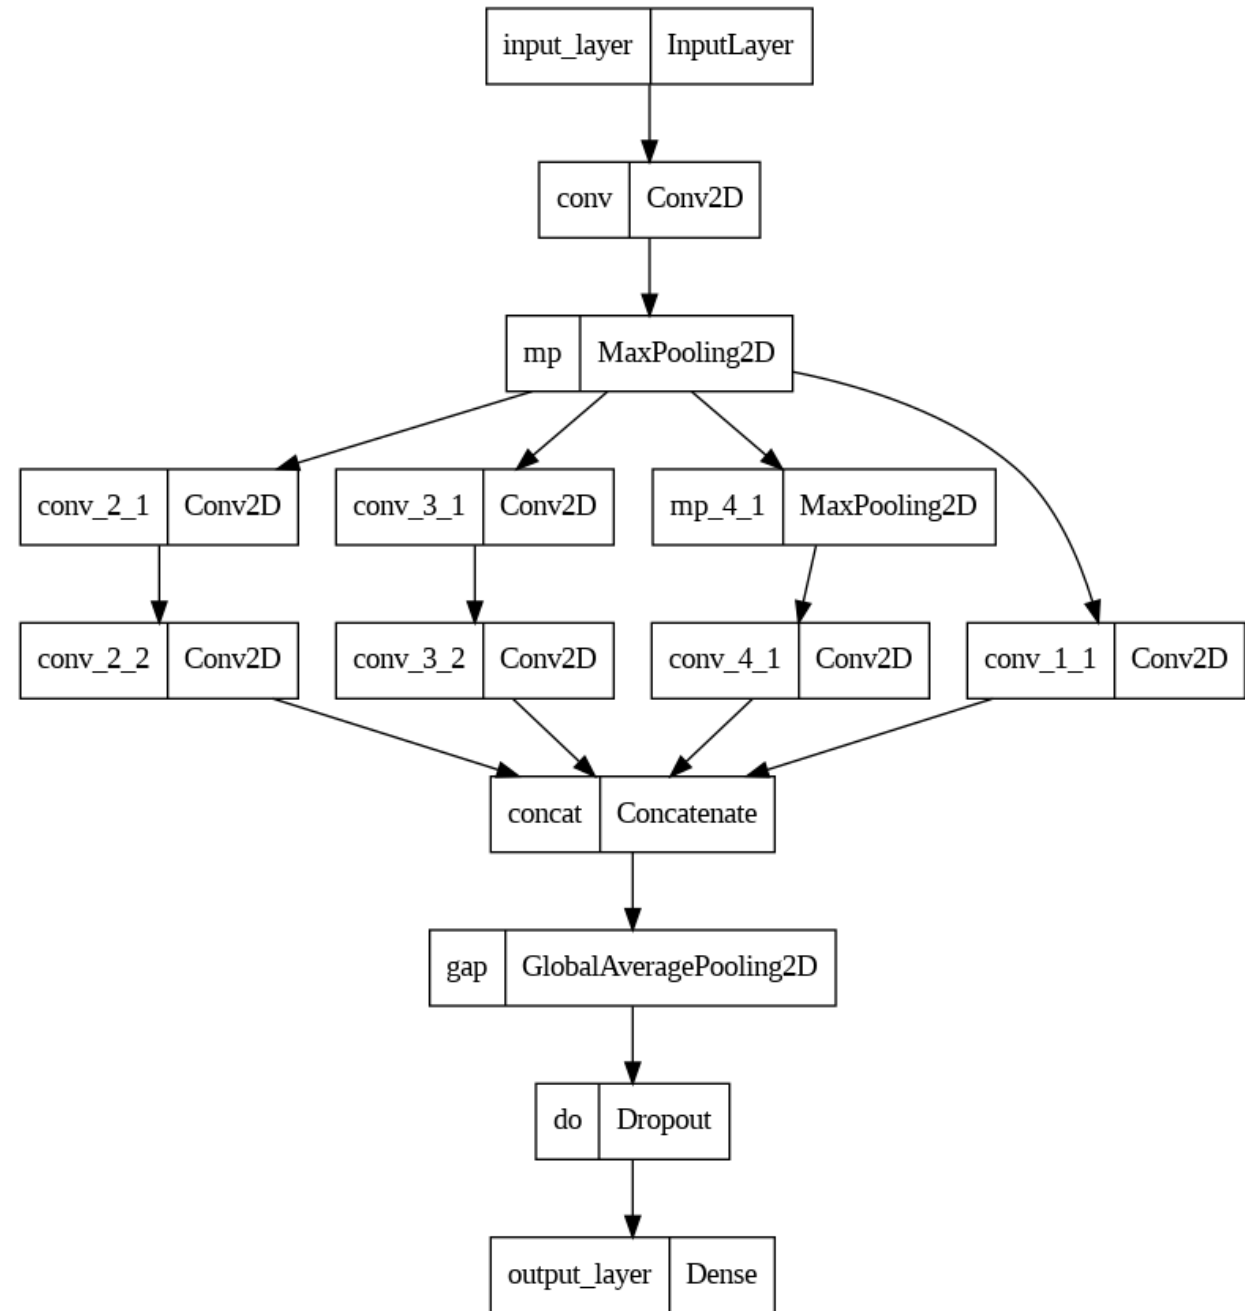 input_layer InputLayer
conv Conv2D
mp MaxPooling2D
conv_2_1 Conv2D conv_3_1 Conv2D mp_4_1 MaxPooling2D
conv_2_2 Conv2D conv_3_2 Conv2D conv_4_1 Conv2D conv_1_1 Conv2D
concat Concatenate
gap GlobalAveragePooling2D
do Dropout
output_layer Dense